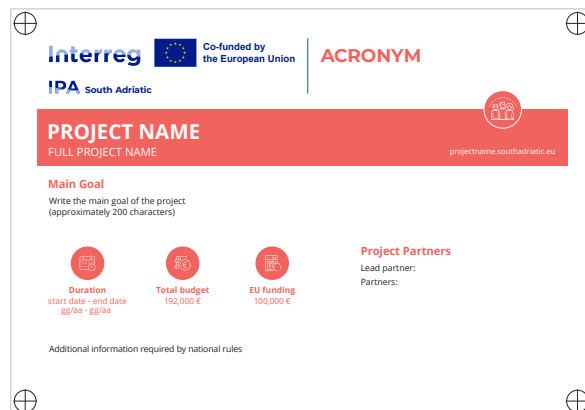 Interreg
Co-funded by
the European Union
ACRONYM
IPA South Adriatic
PROJECT NAME
FULL PROJECT NAME
projectname.southadriatic.eu
Main Goal
Write the main goal of the project
(approximately 200 characters)
Duration
start date - end date
gg/aa - gg/aa
Total budget
192,000 €
EU funding
100,000 €
Project Partners
Lead partner:
Partners:
Additional information required by national rules